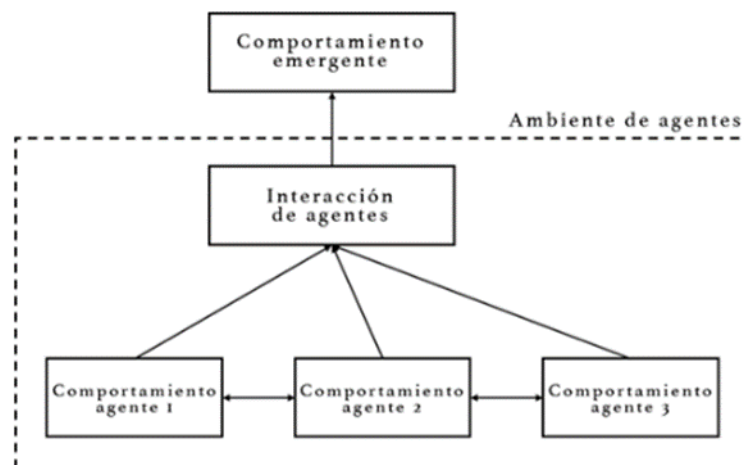 Comportamiento
emergente
Ambiente de agentes
Interacción
de agentes
Comportamiento
agente 1
Comportamiento
agente 2
Comportamiento
agente 3